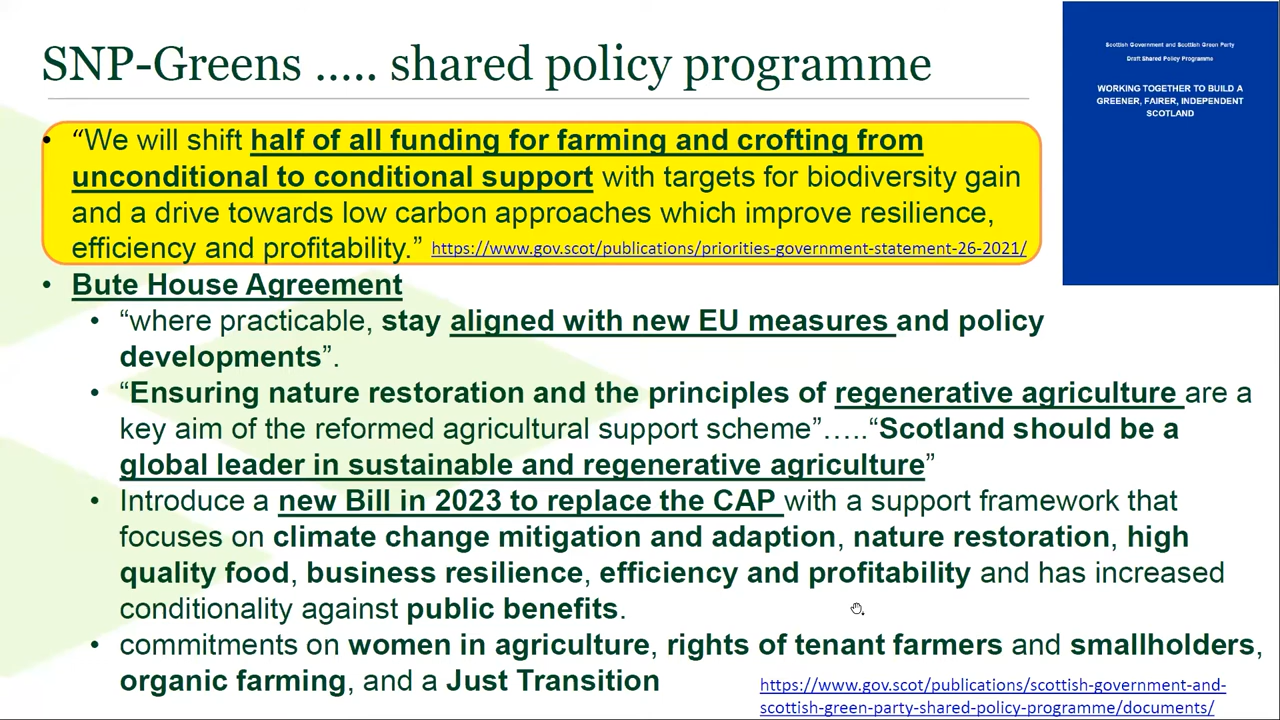 SNP-Greens ..... shared policy programme
Scottish Government and Scottish Green Party
Draft Shared Policy Programme
WORKING TOGETHER TO BUILD A
GREENER, FAIRER, INDEPENDENT
SCOTLAND
• “We will shift half of all funding for farming and crofting from
unconditional to conditional support with targets for biodiversity gain
and a drive towards low carbon approaches which improve resilience,
efficiency and profitability.” https://www.gov.scot/publications/priorities-government-statement-26-2021/
• Bute House Agreement
• “where practicable, stay aligned with new EU measures and policy
developments”.
• “Ensuring nature restoration and the principles of regenerative agriculture are a
key aim of the reformed agricultural support scheme”…..“Scotland should be a
global leader in sustainable and regenerative agriculture”
• Introduce a new Bill in 2023 to replace the CAP with a support framework that
focuses on climate change mitigation and adaption, nature restoration, high
quality food, business resilience, efficiency and profitability and has increased
conditionality against public benefits.
• commitments on women in agriculture, rights of tenant farmers and smallholders,
organic farming, and a Just Transition
https://www.gov.scot/publications/scottish-government-and-
scottish-green-party-shared-policy-programme/documents/